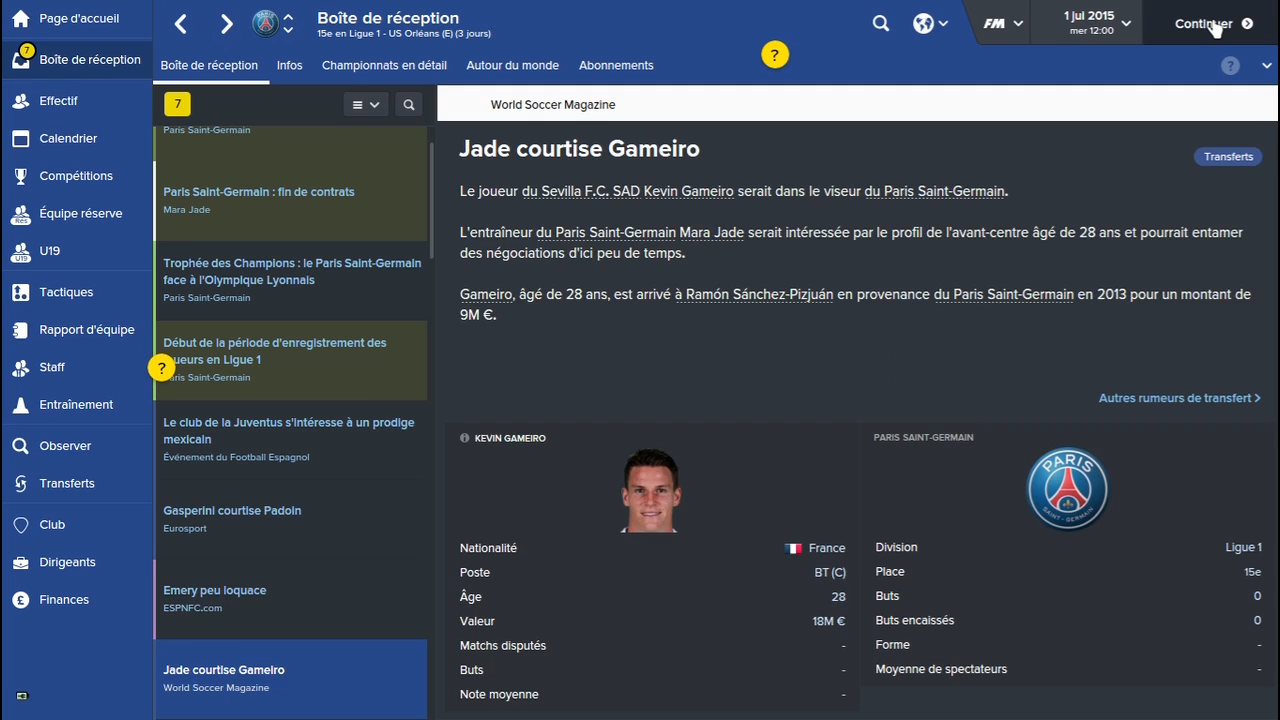 Page d'accueil
7
Boîte de réception
Effectif
Calendrier
Compétitions
Rés
Équipe réserve
U19
U19
Tactiques
Rapport d'équipe
Staff
Entraînement
Observer
Transferts
Club
Dirigeants
£
Finances
Boîte de réception
15e en Ligue 1 - US Orléans (E) (3 jours)
FM
1 jul 2015
mer 12:00
Continuer
Boîte de réception
Infos
Championnats en détail
Autour du monde
Abonnements
?
?
7
Paris Saint-Germain
Paris Saint-Germain : fin de contrats
Mara Jade
Trophée des Champions : le Paris Saint-Germain
face à l'Olympique Lyonnais
Paris Saint-Germain
Début de la période d'enregistrement des
?
ueurs en Ligue 1
aris Saint-Germain
Le club de la Juventus s'intéresse à un prodige
mexicain
Événement du Football Espagnol
Gasperini courtise Padoin
Eurosport
Emery peu loquace
ESPNFC.com
Jade courtise Gameiro
World Soccer Magazine
World Soccer Magazine
Jade courtise Gameiro
Transferts
Le joueur du Sevilla F.C. SAD Kevin Gameiro serait dans le viseur du Paris Saint-Germain.
L'entraîneur du Paris Saint-Germain Mara Jade serait intéressée par le profil de l'avant-centre âgé de 28 ans et pourrait entamer
des négociations d'ici peu de temps.
Gameiro, âgé de 28 ans, est arrivé à Ramón Sánchez-Pizjuán en provenance du Paris Saint-Germain en 2013 pour un montant de
9M €.
Autres rumeurs de transfert
KEVIN GAMEIRO
Nationalité France
Poste BT (C)
Âge 28
Valeur 18M €
Matchs disputés -
Buts -
Note moyenne -
PARIS SAINT-GERMAIN
PARIS
SAINT-GERMAIN
Division Ligue 1
Place 15e
Buts 0
Buts encaissés 0
Forme -
Moyenne de spectateurs -